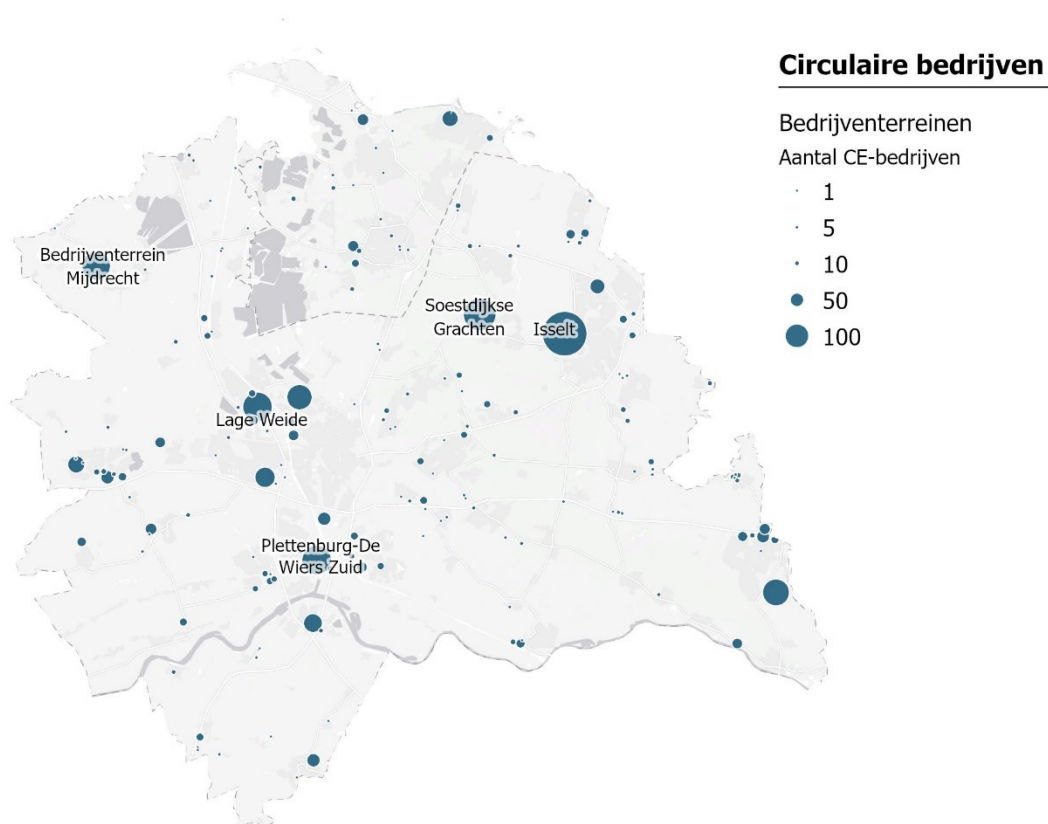 Circulaire bedrijven
Bedrijventerreinen
Aantal CE-bedrijven
1
5
10
50
100
Bedrijventerrein
Mijdrecht
Soestdijkse
Grachten
Isselt
Lage Weide
Plettenburg-De
Wiers Zuid